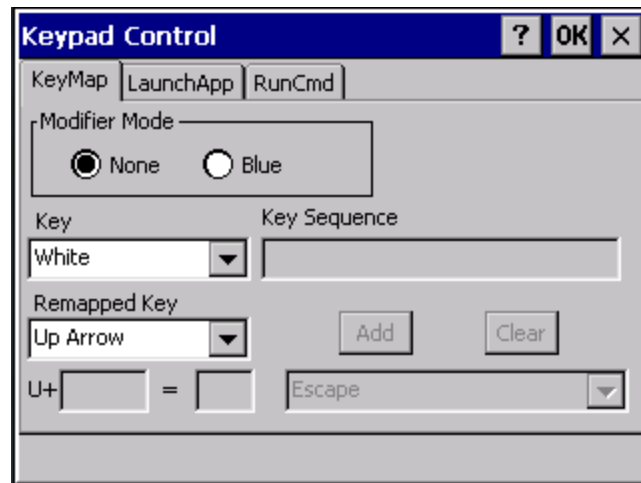 Keypad Control ? OK ×
KeyMap LaunchApp RunCmd
Modifier Mode
None Blue
Key Key Sequence
White
Remapped Key
Up Arrow Add Clear
U+ = Escape